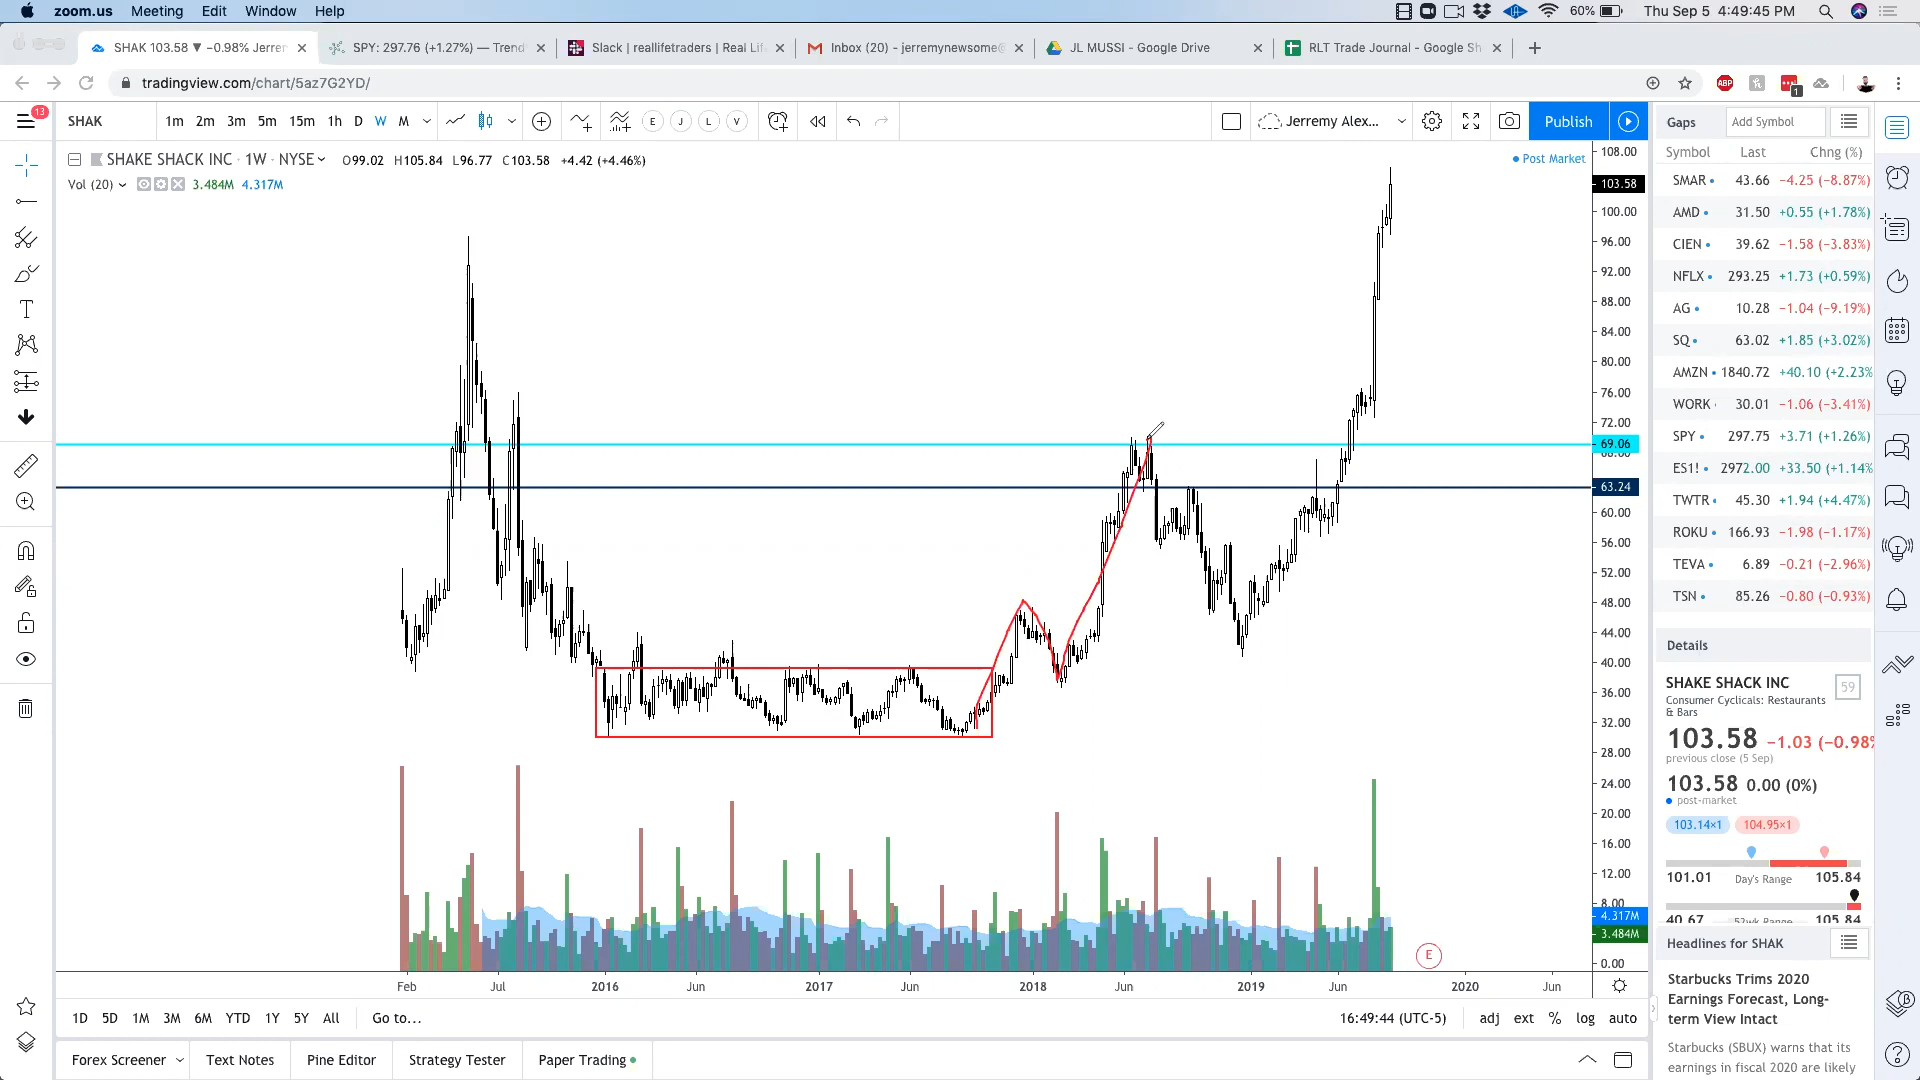 zoom.us Meeting Edit Window Help 60% Thu Sep 5 4:49:45 PM
SHAK 103.58 ▼ −0.98% Jerren SPY: 297.76 (+1.27%) — Trend Slack | reallifetraders | Real Li Inbox (20) - jerremynewsome@ JL MUSSI - Google Drive RLT Trade Journal - Google Sh
tradingview.com/chart/5az7G2YD/ ABP 1
13 SHAK 1m 2m 3m 5m 15m 1h D W M E J L V Jerremy Alex... Publish
Gaps Add Symbol
SHAKE SHACK INC · 1W · NYSE O99.02 H105.84 L96.77 C103.58 +4.42 (+4.46%) Post Market
Vol (20) 3.484M 4.317M
108.00
103.58
100.00
96.00
92.00
88.00
84.00
80.00
76.00
72.00
69.06
68.00
63.24
60.00
56.00
52.00
48.00
44.00
40.00
36.00
32.00
28.00
24.00
20.00
16.00
12.00
8.00
4.317M
3.484M
0.00
E
Feb Jul 2016 Jun 2017 Jun 2018 Jun 2019 Jun 2020 Jun
1D 5D 1M 3M 6M YTD 1Y 5Y All Go to... 16:49:44 (UTC-5) adj ext % log auto
Forex Screener Text Notes Pine Editor Strategy Tester Paper Trading
Symbol Last Chng (%)
SMAR 43.66 −4.25 (−8.87%)
AMD 31.50 +0.55 (+1.78%)
CIEN 39.62 −1.58 (−3.83%)
NFLX 293.25 +1.73 (+0.59%)
AG 10.28 −1.04 (−9.19%)
SQ 63.02 +1.85 (+3.02%)
AMZN 1840.72 +40.10 (+2.23%
WORK 30.01 −1.06 (−3.41%)
SPY 297.75 +3.71 (+1.26%)
ES1! 2972.00 +33.50 (+1.14%
TWTR 45.30 +1.94 (+4.47%)
ROKU 166.93 −1.98 (−1.17%)
TEVA 6.89 −0.21 (−2.96%)
TSN 85.26 −0.80 (−0.93%)
Details
SHAKE SHACK INC 59
Consumer Cyclicals: Restaurants
& Bars
103.58 −1.03 (−0.98%
previous close (5 Sep)
103.58 0.00 (0%)
post-market
103.14×1 104.95×1
101.01 Day's Range 105.84
40.67 52wk Range 105.84
Headlines for SHAK
Starbucks Trims 2020
Earnings Forecast, Long-
term View Intact
Starbucks (SBUX) warns that its
earnings in fiscal 2020 are likely